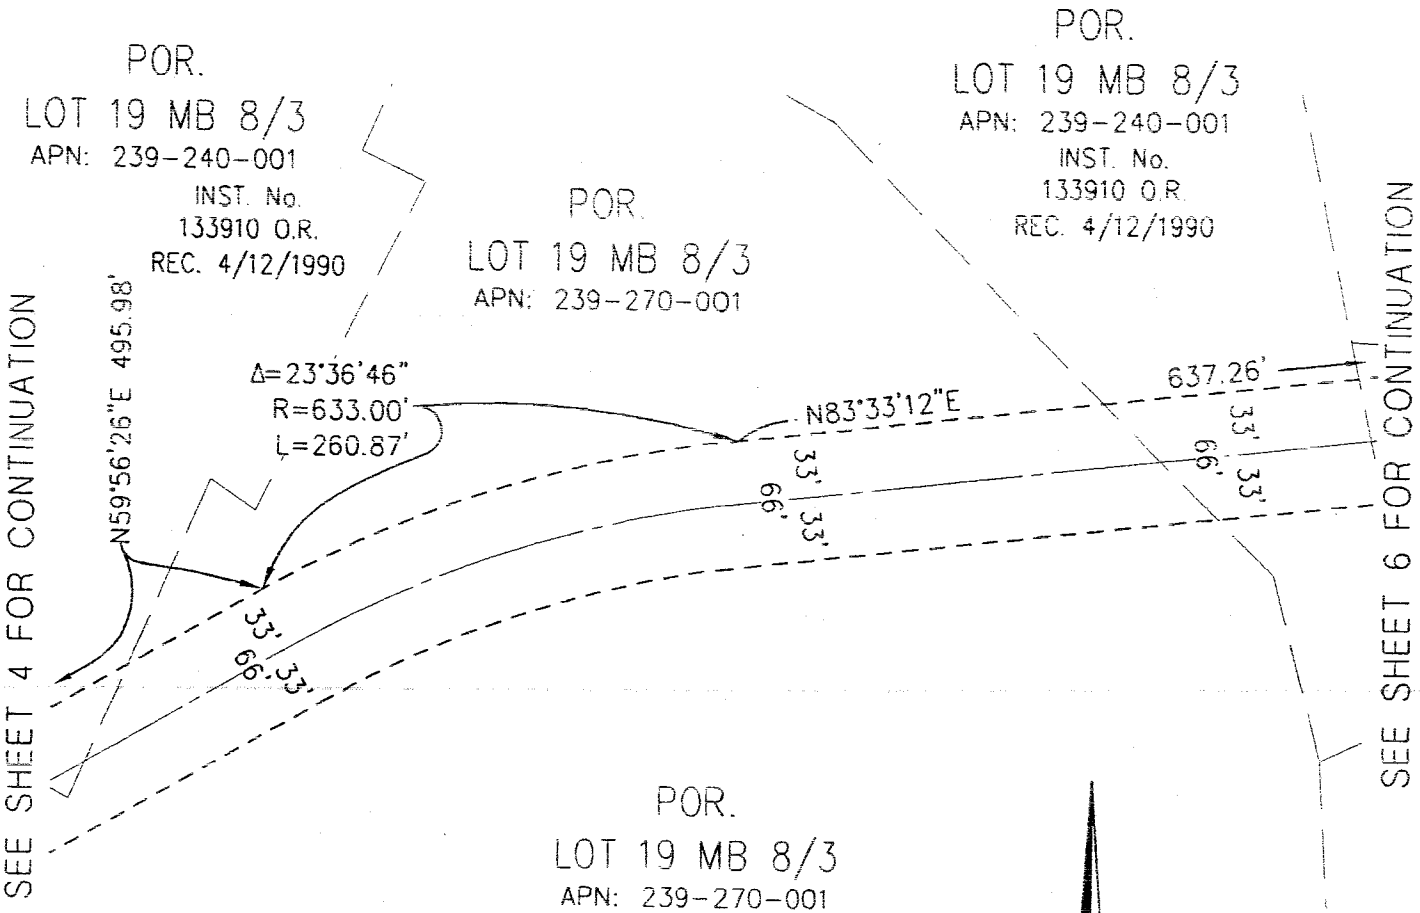 POR.
LOT 19 MB 8/3
APN: 239-240-001
INST. No.
133910 O.R.
REC. 4/12/1990
POR.
LOT 19 MB 8/3
APN: 239-270-001
POR.
LOT 19 MB 8/3
APN: 239-240-001
INST. No.
133910 O.R.
REC. 4/12/1990
SEE SHEET 4 FOR CONTINUATION
N59°56'26"E 495.98'
Δ=23°36'46"
R=633.00'
L=260.87'
N83°33'12"E
637.26'
33'
66'
33'
33'
66'
33'
33'
66'
33'
SEE SHEET 6 FOR CONTINUATION
POR.
LOT 19 MB 8/3
APN: 239-270-001